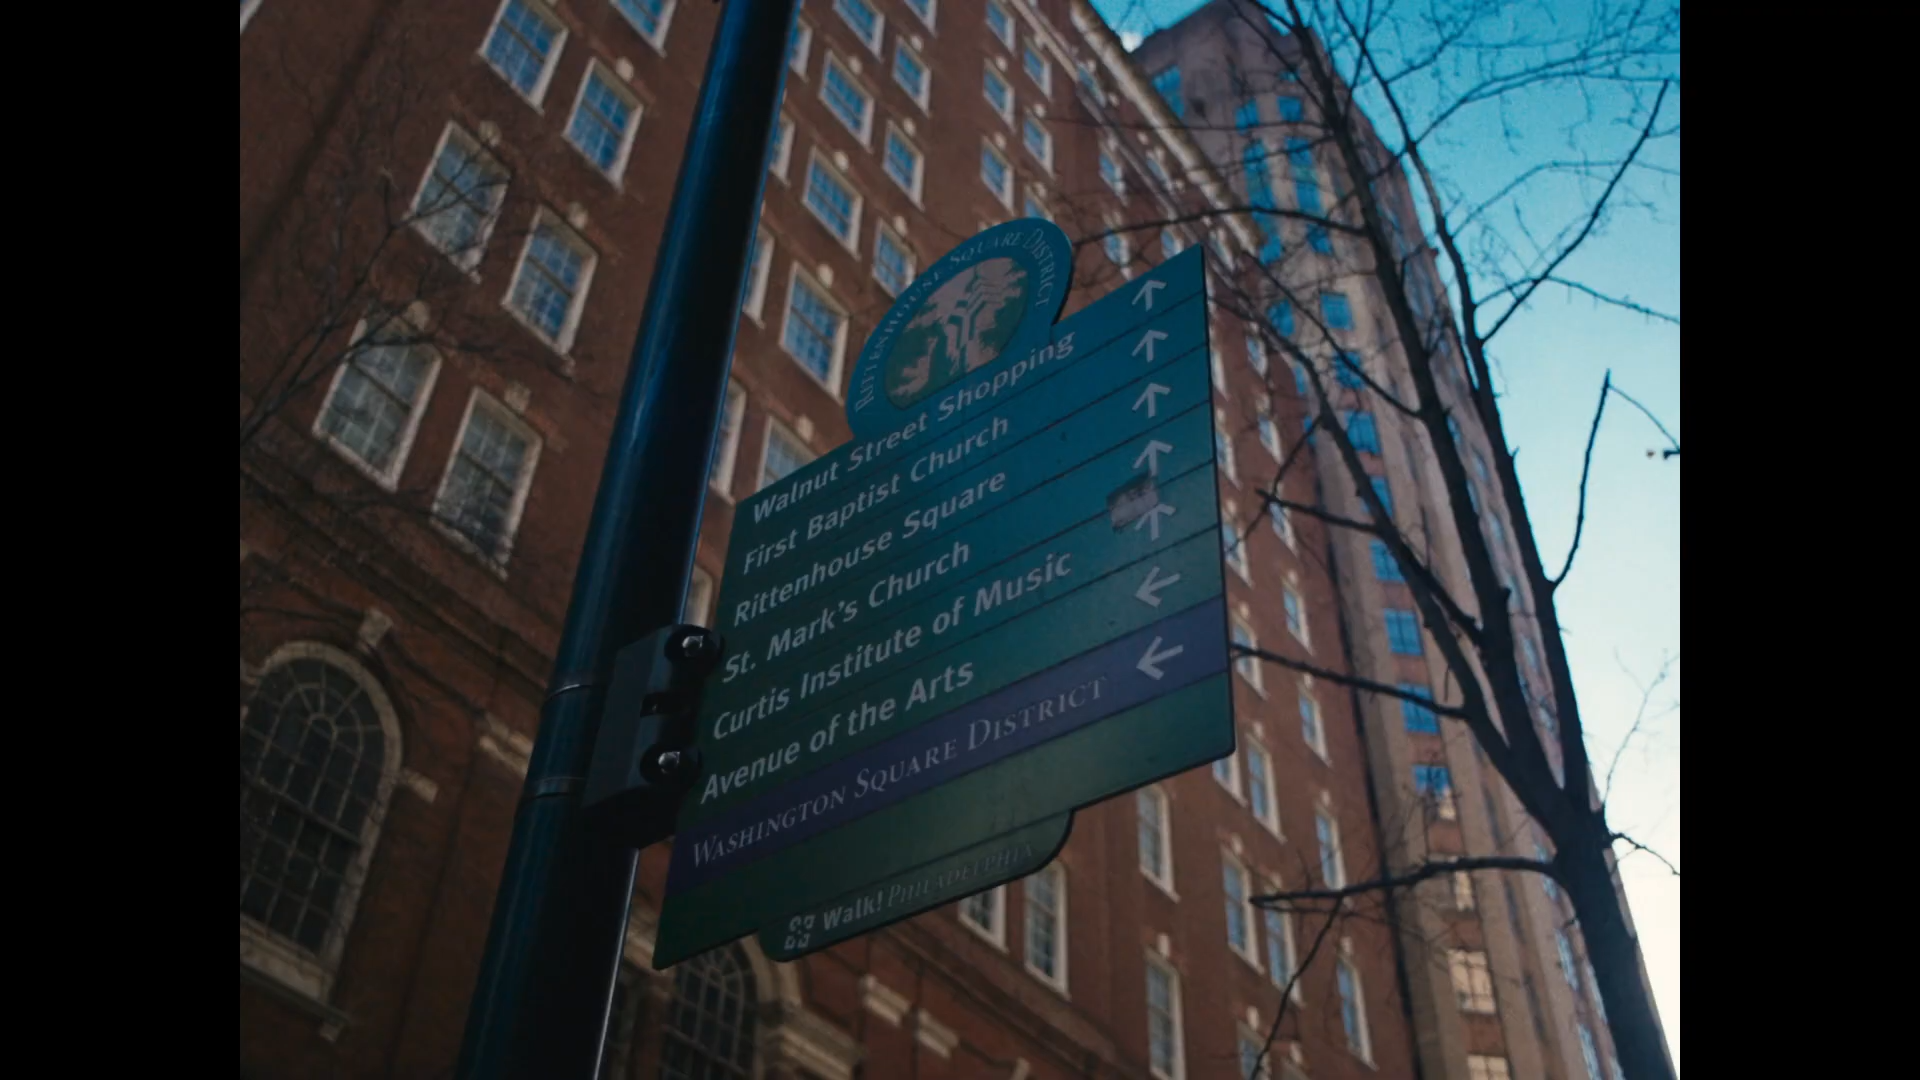 RITTENHOUSE SQUARE DISTRICT
Walnut Street Shopping
First Baptist Church
Rittenhouse Square
St. Mark's Church
Curtis Institute of Music
Avenue of the Arts
WASHINGTON SQUARE DISTRICT
Walk! PHILADELPHIA